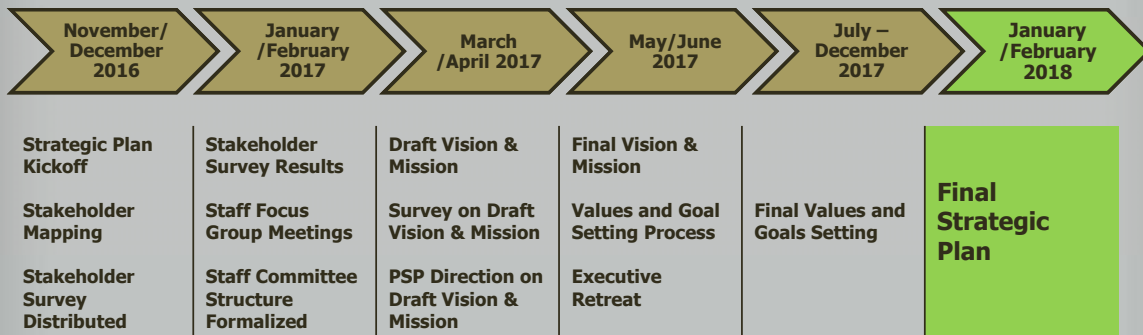 November/
December
2016
January
/February
2017
March
/April 2017
May/June
2017
July –
December
2017
January
/February
2018
Strategic Plan
Kickoff
Stakeholder
Mapping
Stakeholder
Survey
Distributed
Stakeholder
Survey Results
Staff Focus
Group Meetings
Staff Committee
Structure
Formalized
Draft Vision &
Mission
Survey on Draft
Vision & Mission
PSP Direction on
Draft Vision &
Mission
Final Vision &
Mission
Values and Goal
Setting Process
Executive
Retreat
Final Values and
Goals Setting
Final
Strategic
Plan